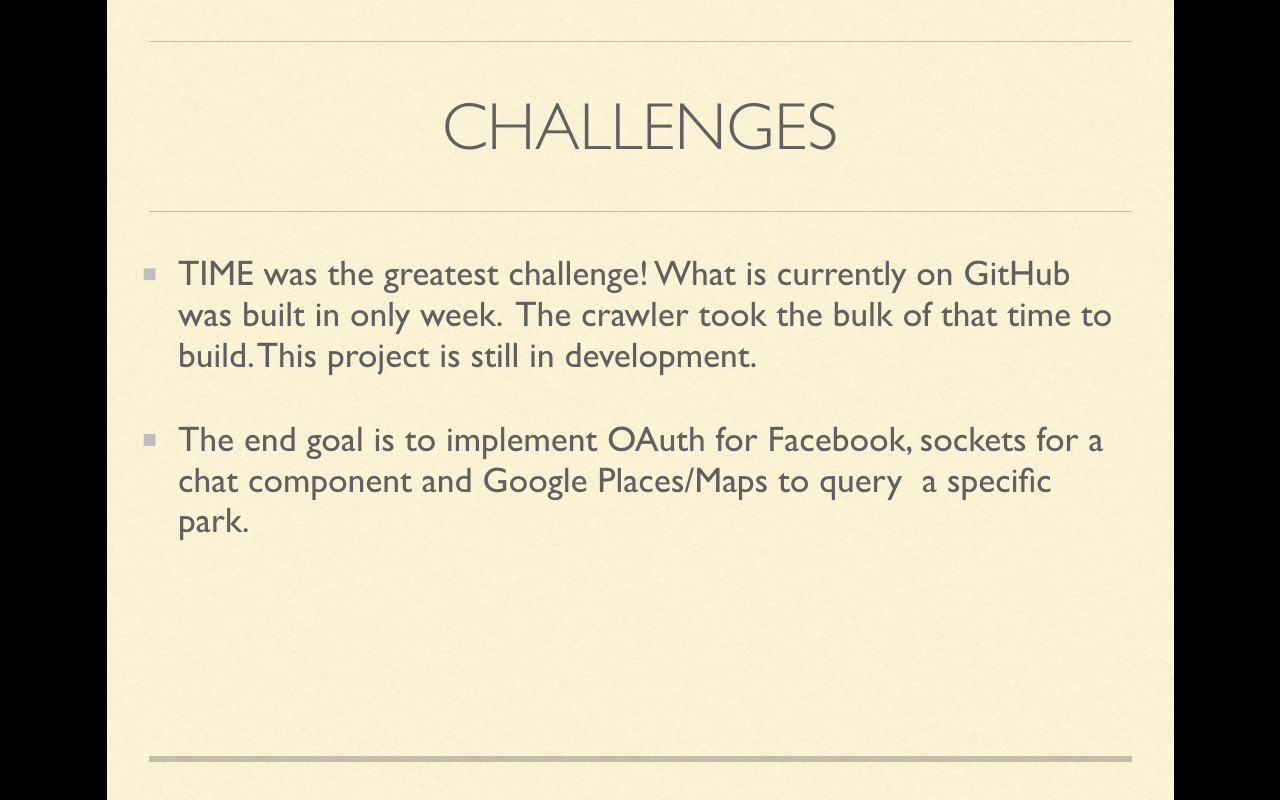 CHALLENGES
TIME was the greatest challenge! What is currently on GitHub
was built in only week.  The crawler took the bulk of that time to
build. This project is still in development.
The end goal is to implement OAuth for Facebook, sockets for a
chat component and Google Places/Maps to query  a specific
park.